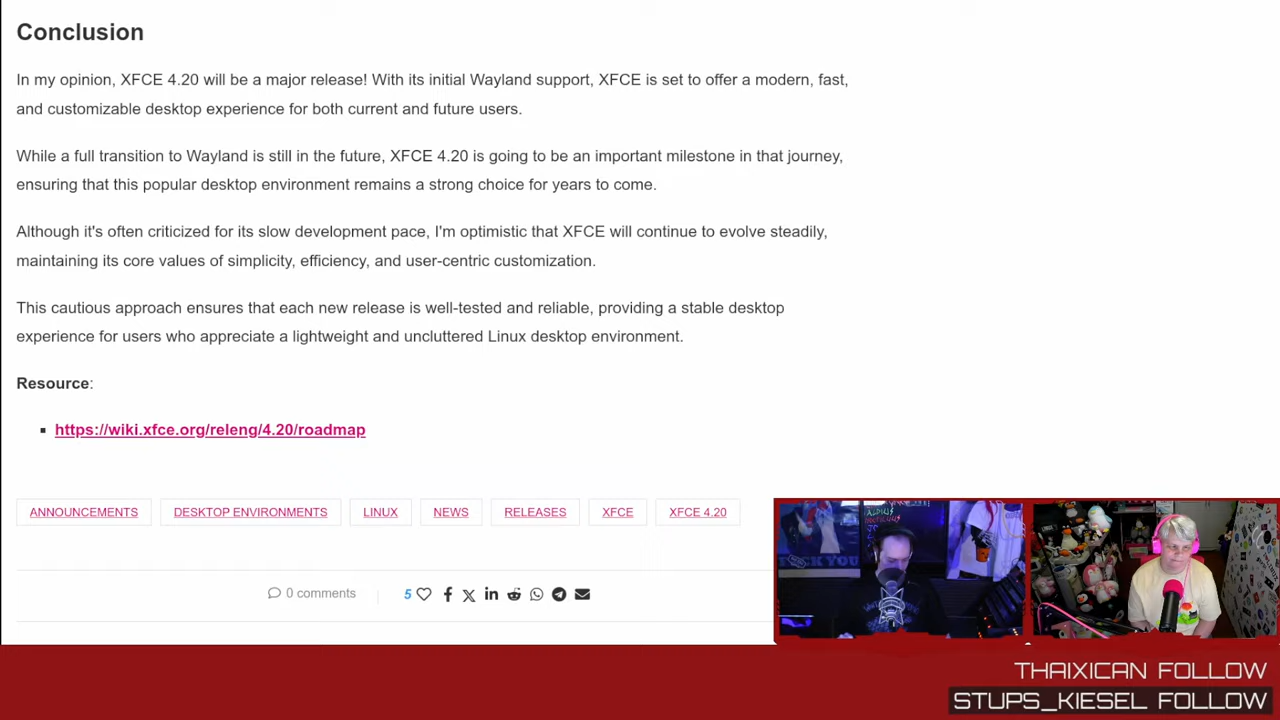 Conclusion
In my opinion, XFCE 4.20 will be a major release! With its initial Wayland support, XFCE is set to offer a modern, fast,
and customizable desktop experience for both current and future users.
While a full transition to Wayland is still in the future, XFCE 4.20 is going to be an important milestone in that journey,
ensuring that this popular desktop environment remains a strong choice for years to come.
Although it's often criticized for its slow development pace, I'm optimistic that XFCE will continue to evolve steadily,
maintaining its core values of simplicity, efficiency, and user-centric customization.
This cautious approach ensures that each new release is well-tested and reliable, providing a stable desktop
experience for users who appreciate a lightweight and uncluttered Linux desktop environment.
Resource:
https://wiki.xfce.org/releng/4.20/roadmap
ANNOUNCEMENTS DESKTOP ENVIRONMENTS LINUX NEWS RELEASES XFCE XFCE 4.20
0 comments 5
THAIXICAN FOLLOW
STUPS_KIESEL FOLLOW